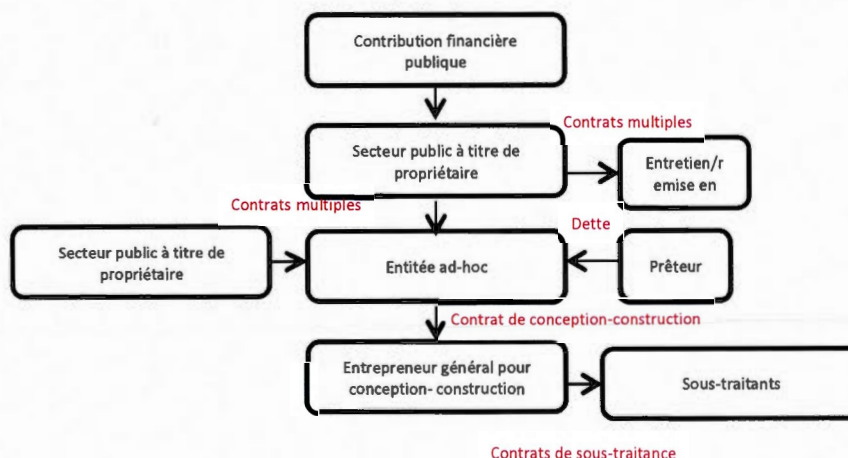 Contribution financière
publique
Contrats multiples
Secteur public à titre de
propriétaire
Entretien/r
emise en
Contrats multiples
Dette
Secteur public à titre de
propriétaire
Entitée ad-hoc
Prêteur
Contrat de conception-construction
Entrepreneur général pour
conception- construction
Sous-traitants
Contrats de sous-traitance